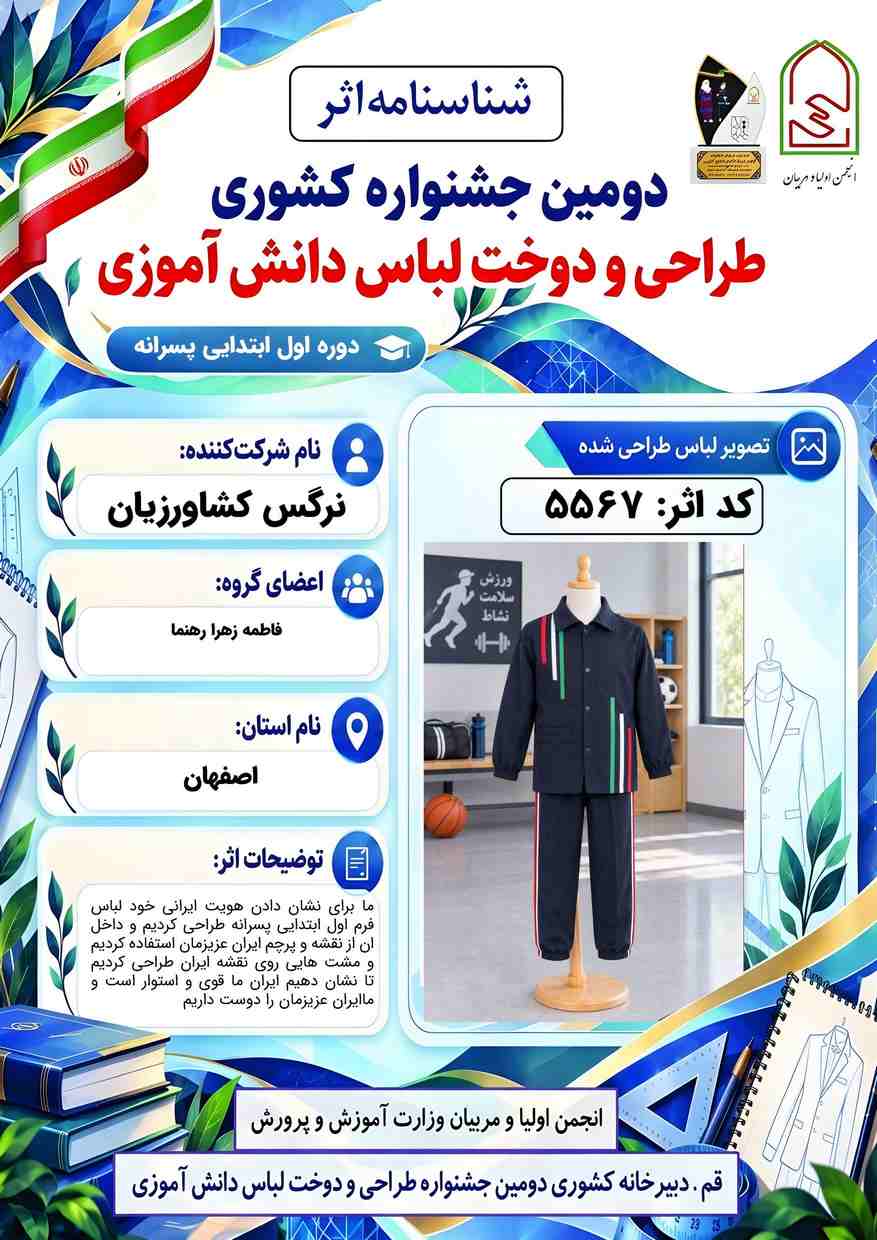 شناسنامه اثر
انجمن اولیا و مربیان
دومین جشنواره کشوری
طراحی و دوخت لباس دانش آموزی
دوره اول ابتدایی پسرانه
تصویر لباس طراحی شده
کد اثر: ۵۵۶۷
ورزش
سلامت
نشاط
نام شرکت‌کننده:
نرگس کشاورزیان
اعضای گروه:
فاطمه زهرا رهنما
نام استان:
اصفهان
توضیحات اثر:
ما برای نشان دادن هویت ایرانی خود لباس
فرم اول ابتدایی پسرانه طراحی کردیم و داخل
ان از نقشه و پرچم ایران عزیزمان استفاده کردیم
و مشت هایی روی نقشه ایران طراحی کردیم
تا نشان دهیم ایران ما قوی و استوار است و
ماایران عزیزمان را دوست داریم
انجمن اولیا و مربیان وزارت آموزش و پرورش
قم . دبیرخانه کشوری دومین جشنواره طراحی و دوخت لباس دانش آموزی